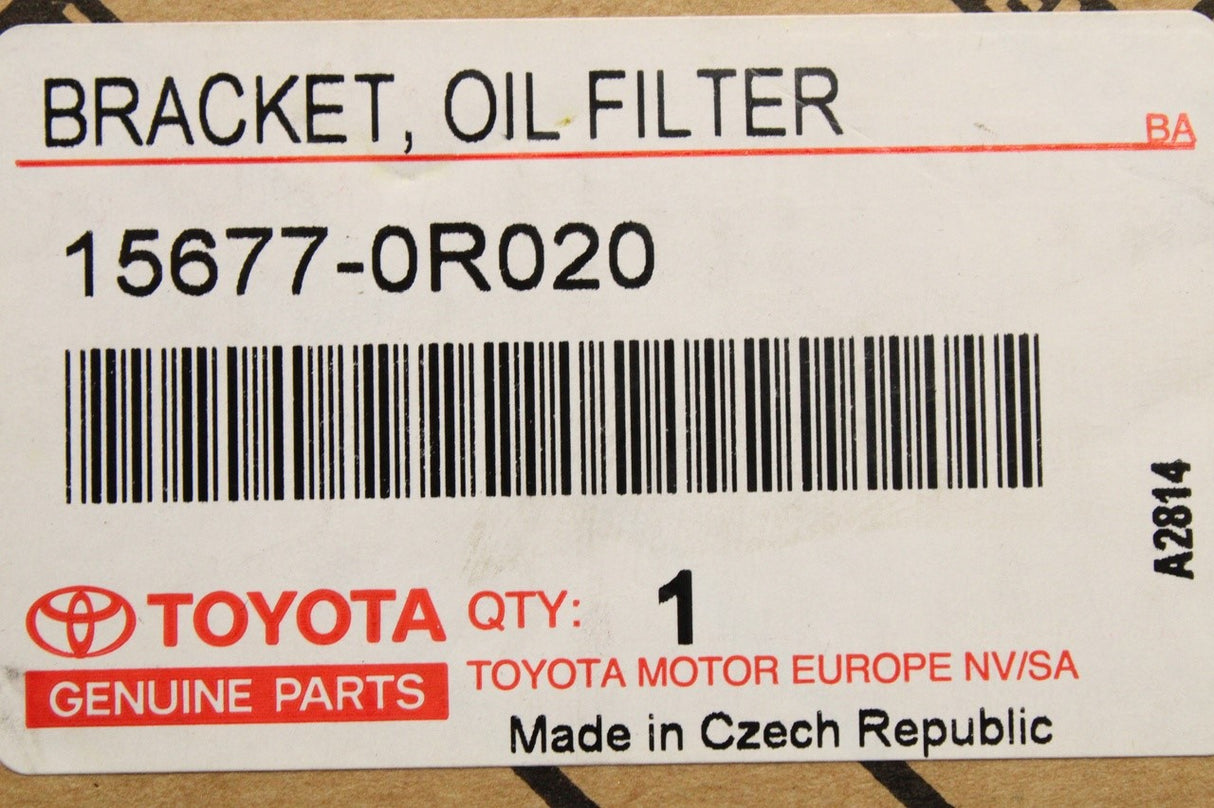 BRACKET, OIL FILTER
BA
15677-0R020
A2814
TOYOTA
GENUINE PARTS
QTY: 1
TOYOTA MOTOR EUROPE NV/SA
Made in Czech Republic